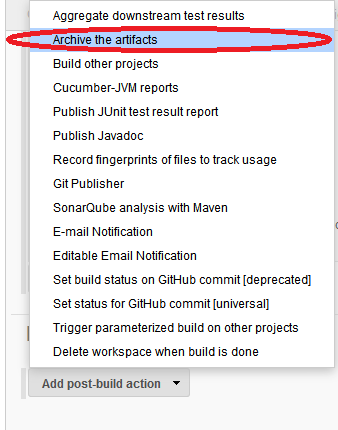 Aggregate downstream test results
Archive the artifacts
Build other projects
Cucumber-JVM reports
Publish JUnit test result report
Publish Javadoc
Record fingerprints of files to track usage
Git Publisher
SonarQube analysis with Maven
E-mail Notification
Editable Email Notification
Set build status on GitHub commit [deprecated]
Set status for GitHub commit [universal]
Trigger parameterized build on other projects
Delete workspace when build is done
Add post-build action